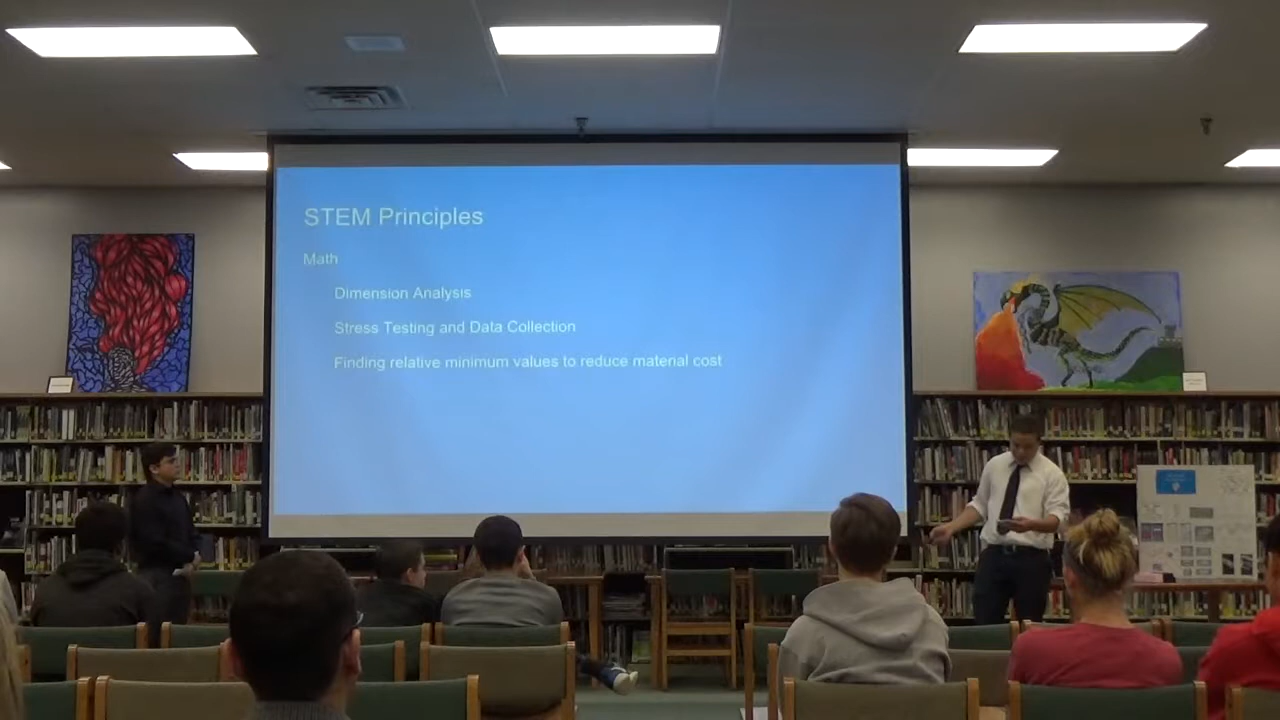 STEM Principles
Math
Dimension Analysis
Stress Testing and Data Collection
Finding relative minimum values to reduce material cost